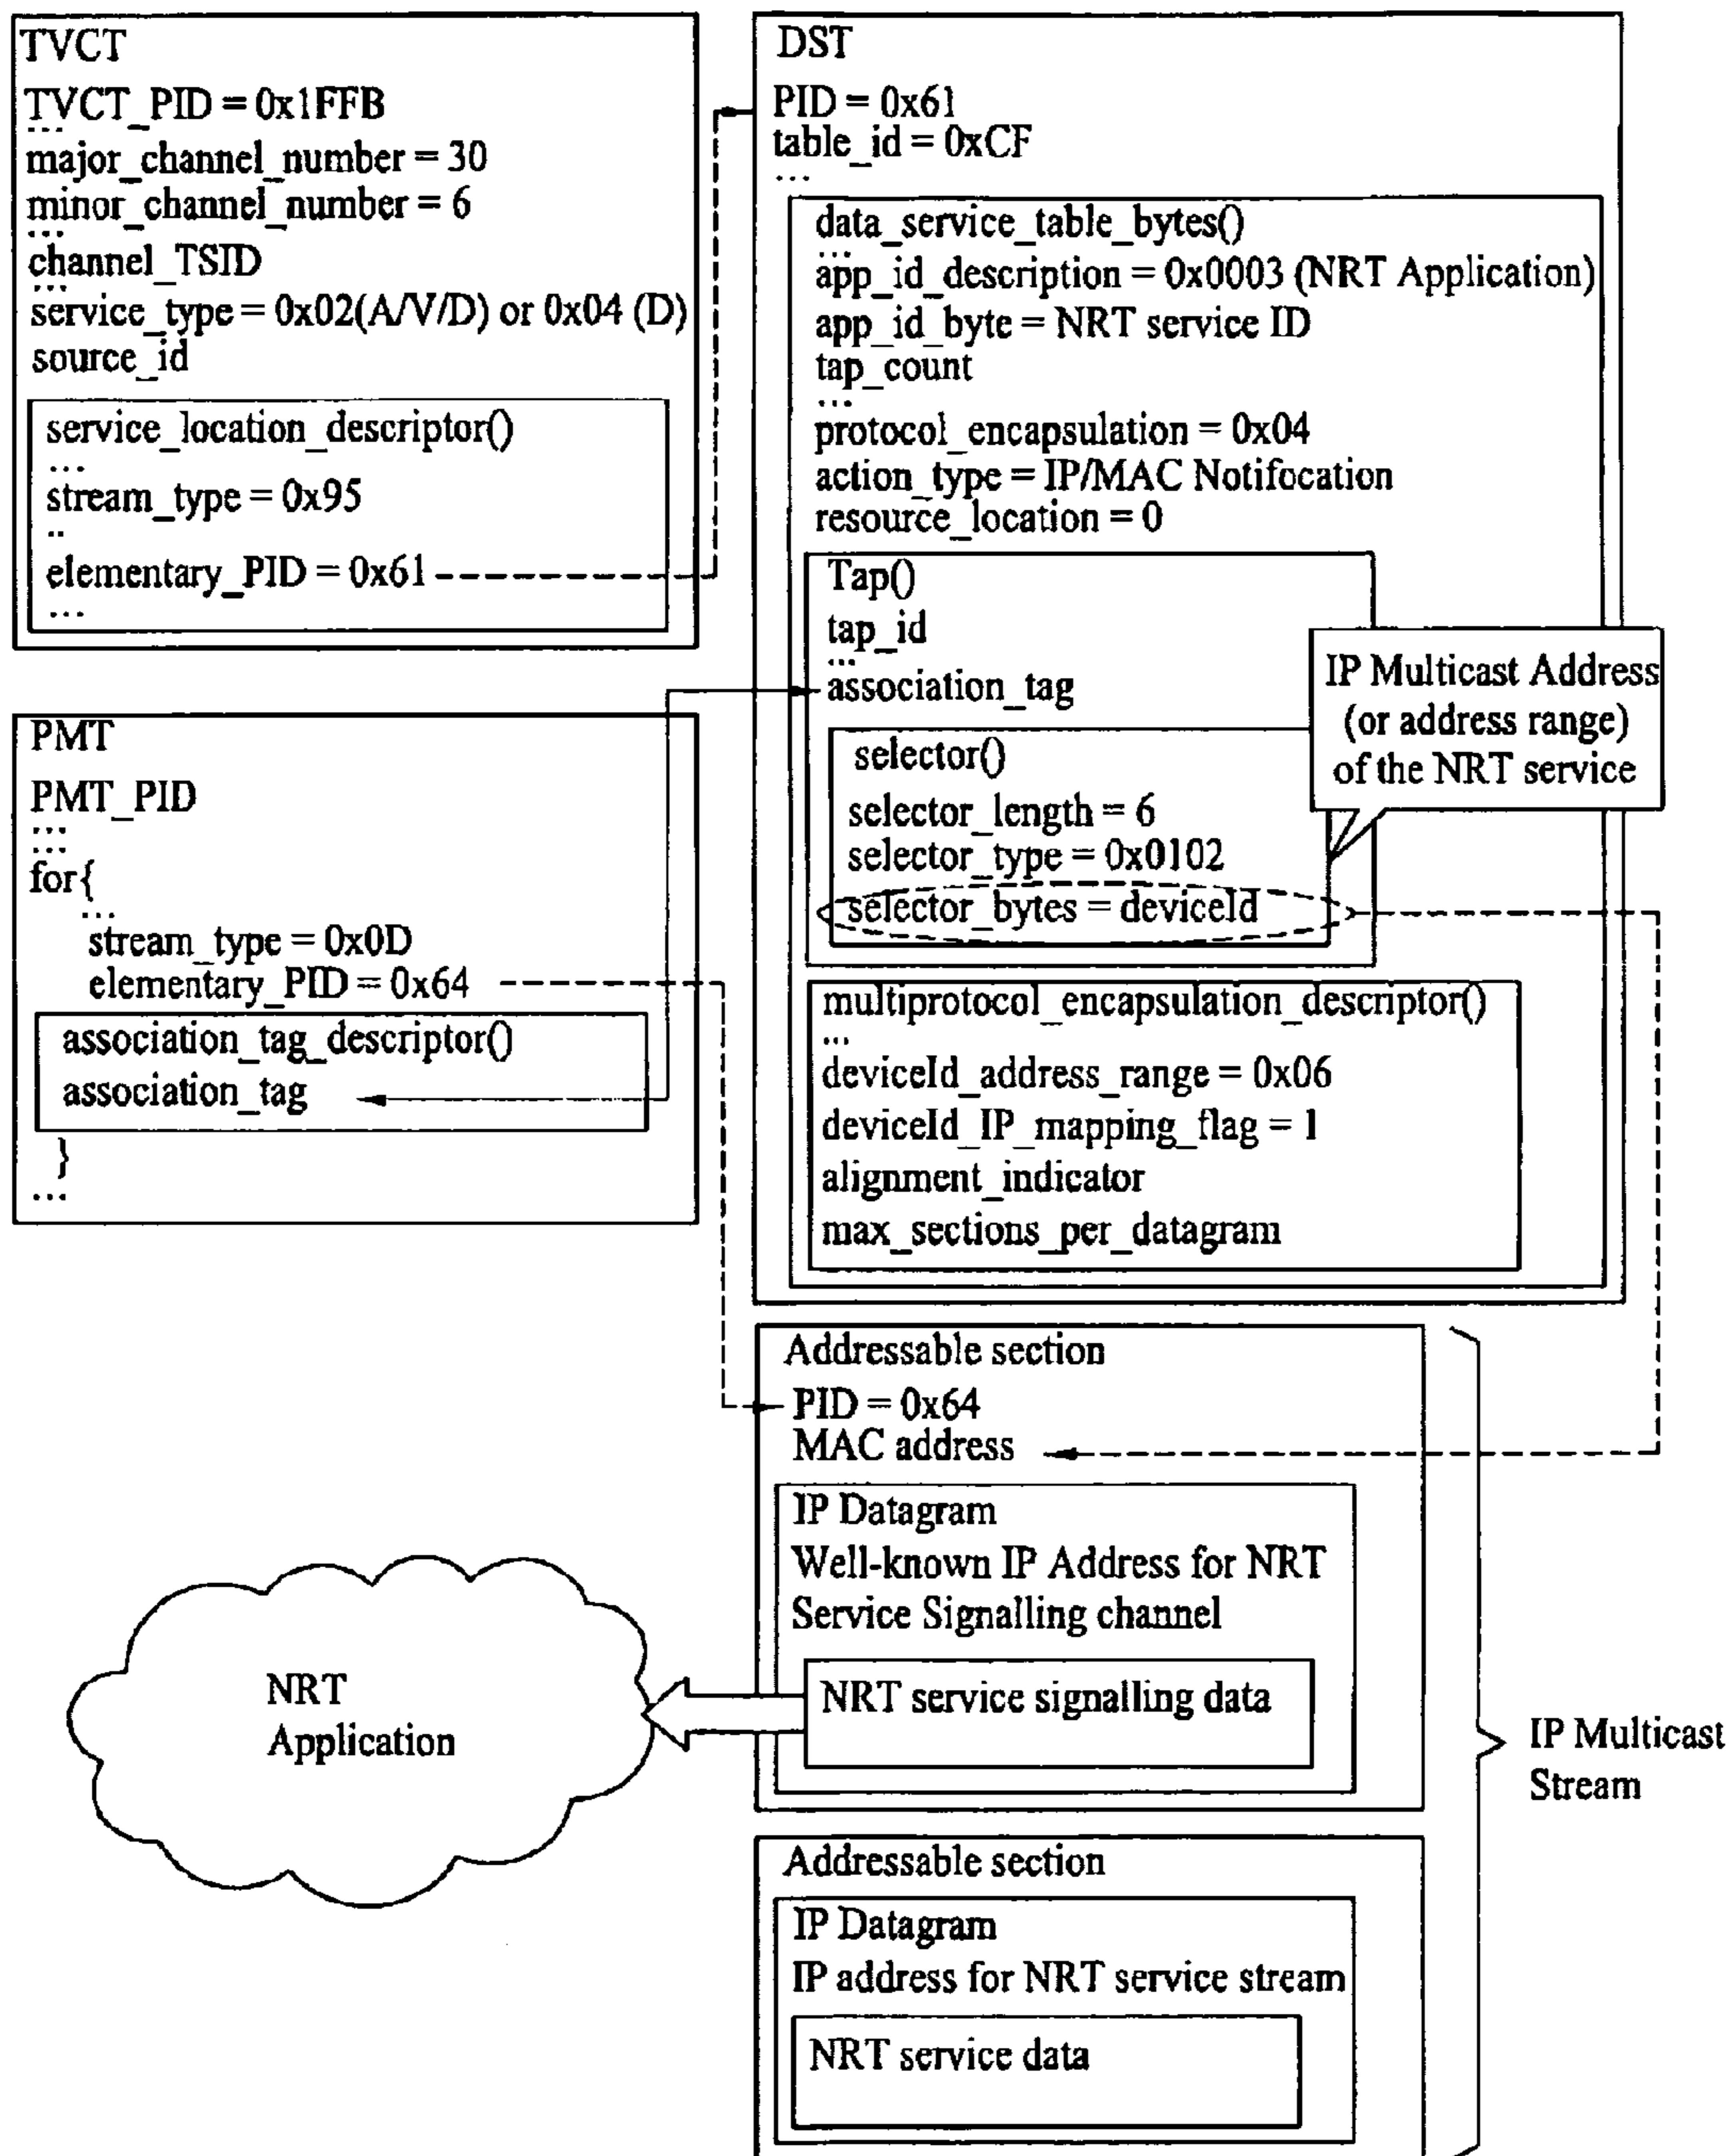 TVCT
TVCT_PID = 0x1FFB
...
major_channel_number = 30
minor_channel_number = 6
...
channel_TSID
...
service_type = 0x02(A/V/D) or 0x04 (D)
source_id
service_location_descriptor()
...
stream_type = 0x95
..
elementary_PID = 0x61
...
PMT
PMT_PID
...
...
for{
...
stream_type = 0x0D
elementary_PID = 0x64
association_tag_descriptor()
association_tag
}
...
DST
PID = 0x61
table_id = 0xCF
...
data_service_table_bytes()
...
app_id_description = 0x0003 (NRT Application)
app_id_byte = NRT service ID
tap_count
...
protocol_encapsulation = 0x04
action_type = IP/MAC Notifocation
resource_location = 0
Tap()
tap_id
...
association_tag
selector()
selector_length = 6
selector_type = 0x0102
selector_bytes = deviceId
IP Multicast Address
(or address range)
of the NRT service
multiprotocol_encapsulation_descriptor()
...
deviceId_address_range = 0x06
deviceId_IP_mapping_flag = 1
alignment_indicator
max_sections_per_datagram
Addressable section
PID = 0x64
MAC address
IP Datagram
Well-known IP Address for NRT
Service Signalling channel
NRT service signalling data
NRT
Application
IP Multicast
Stream
Addressable section
IP Datagram
IP address for NRT service stream
NRT service data